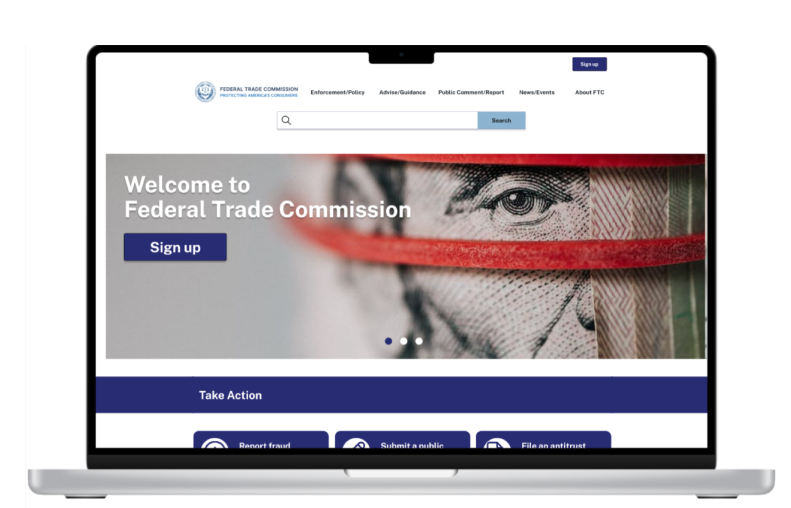 Sign up
FEDERAL TRADE COMMISSION
PROTECTING AMERICA'S CONSUMERS
Enforcement/Policy
Advise/Guidance
Public Comment/Report
News/Events
About FTC
Search
Welcome to
Federal Trade Commission
Sign up
Take Action
Report fraud
Submit a public
File an antitrust